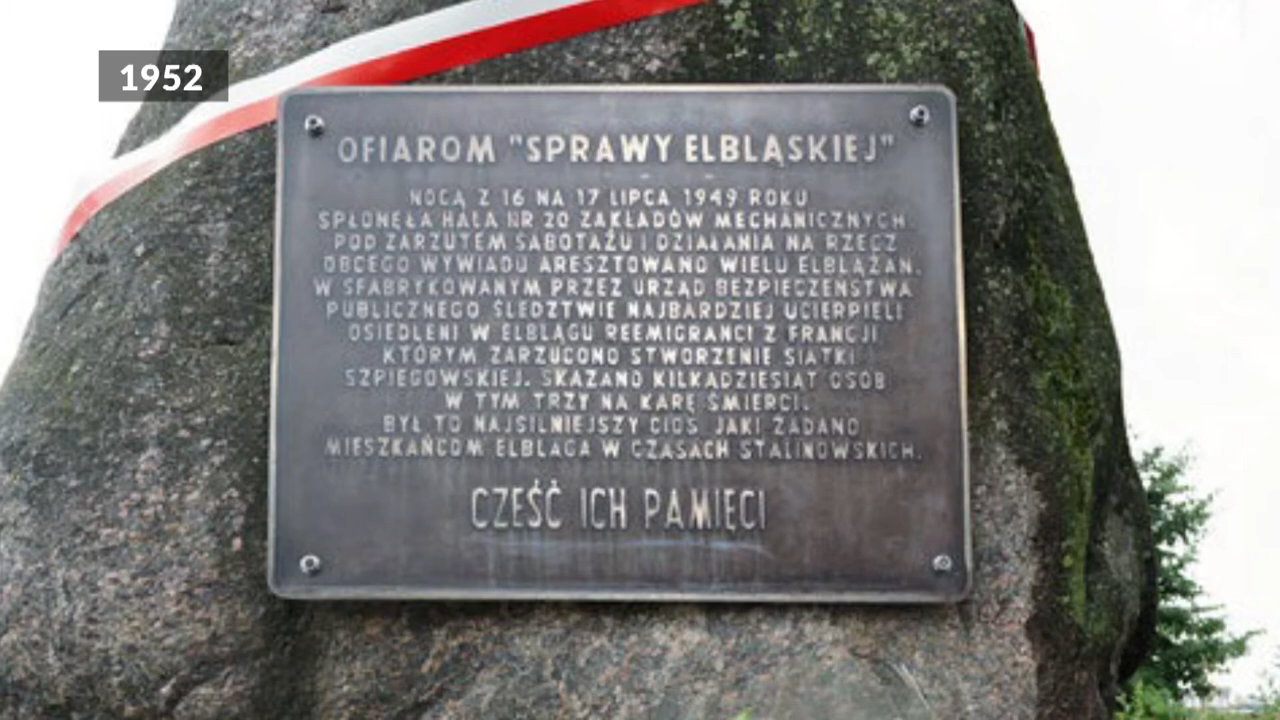 1952
OFIAROM "SPRAWY ELBLĄSKIEJ"
NOCĄ Z 16 NA 17 LIPCA 1949 ROKU
SPŁONĘŁA HALA NR 20 ZAKŁADÓW MECHANICZNYCH.
POD ZARZUTEM SABOTAŻU I DZIAŁANIA NA RZECZ
OBCEGO WYWIADU ARESZTOWANO WIELU ELBLĄŻAN.
W SFABRYKOWANYM PRZEZ URZĄD BEZPIECZEŃSTWA
PUBLICZNEGO ŚLEDZTWIE NAJBARDZIEJ UCIERPIELI
OSIEDLENI W ELBLĄGU REEMIGRANCI Z FRANCJI
KTÓRYM ZARZUCONO STWORZENIE SIATKI
SZPIEGOWSKIEJ. SKAZANO KILKADZIESIĄT OSÓB
W TYM TRZY NA KARĘ ŚMIERCI.
BYŁ TO NAJSILNIEJSZY CIOS JAKI ZADANO
MIESZKAŃCOM ELBLĄGA W CZASACH STALINOWSKICH.
CZEŚĆ ICH PAMIĘCI